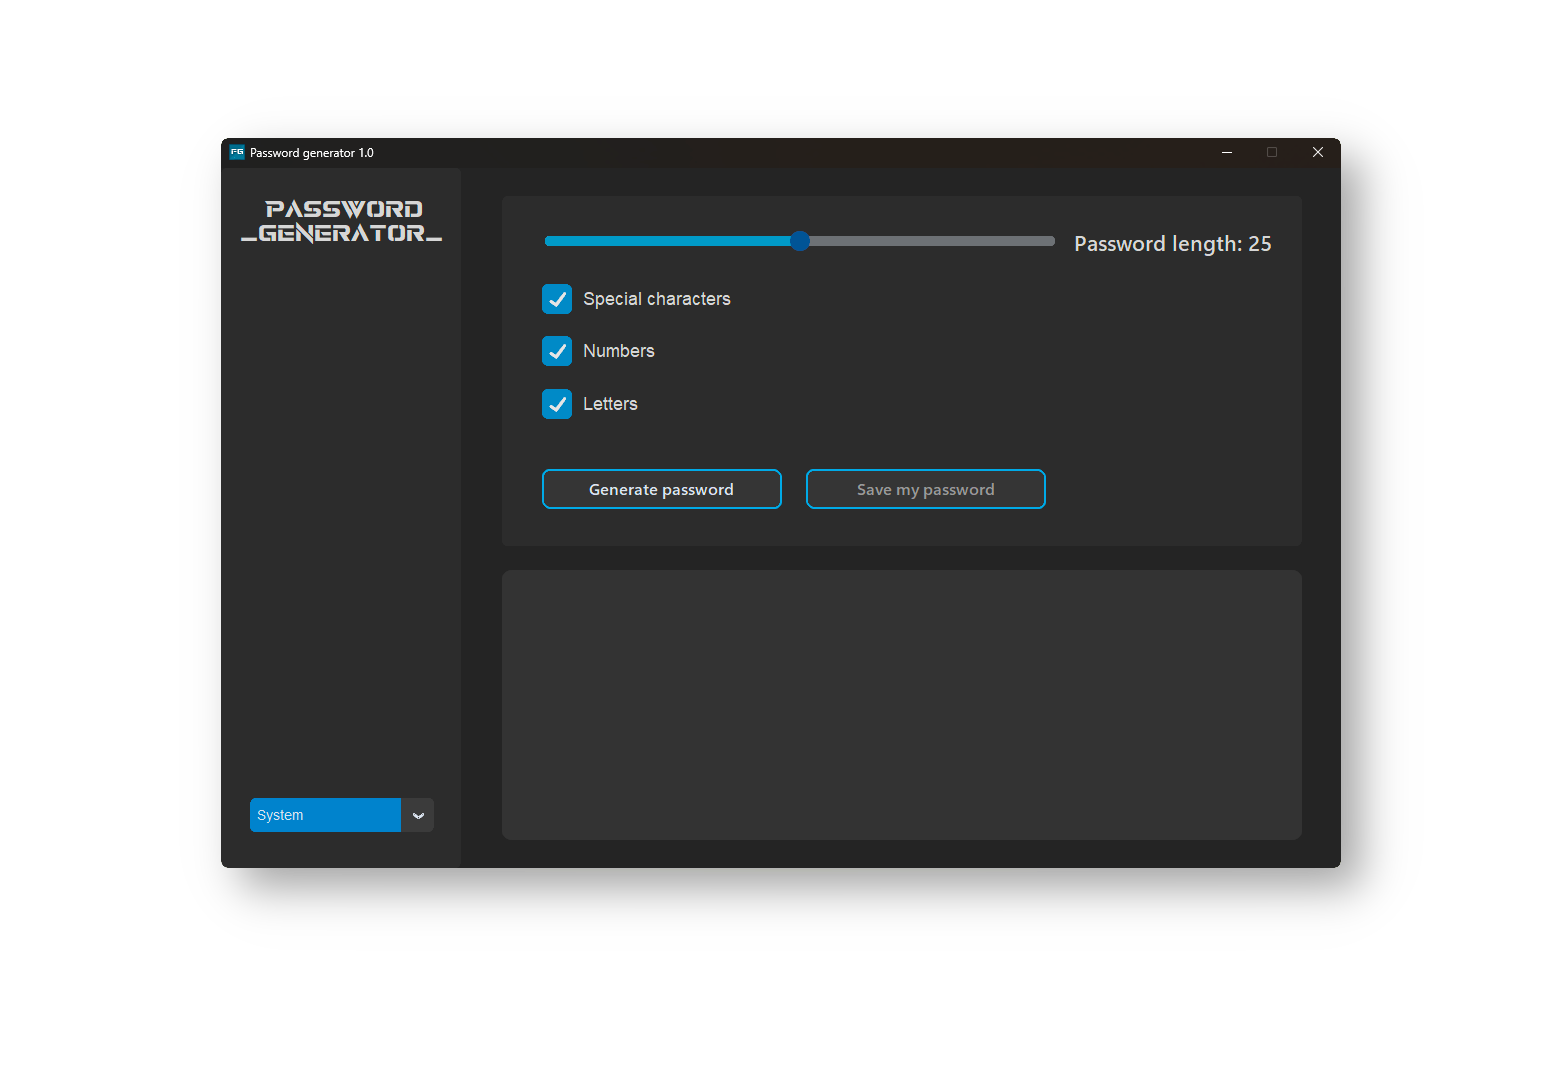 FG Password generator 1.0
PASSWORD
_GENERATOR_
Password length: 25
Special characters
Numbers
Letters
Generate password
Save my password
System